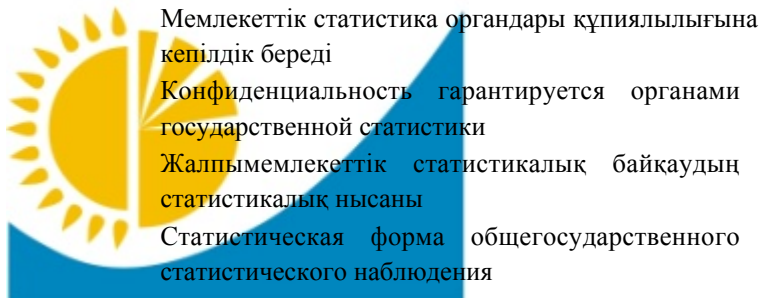 Мемлекеттік статистика органдары құпиялылығына
кепілдік береді
Конфиденциальность гарантируется органами
государственной статистики
Жалпымемлекеттік статистикалық байқаудың
статистикалық нысаны
Статистическая форма общегосударственного
статистического наблюдения